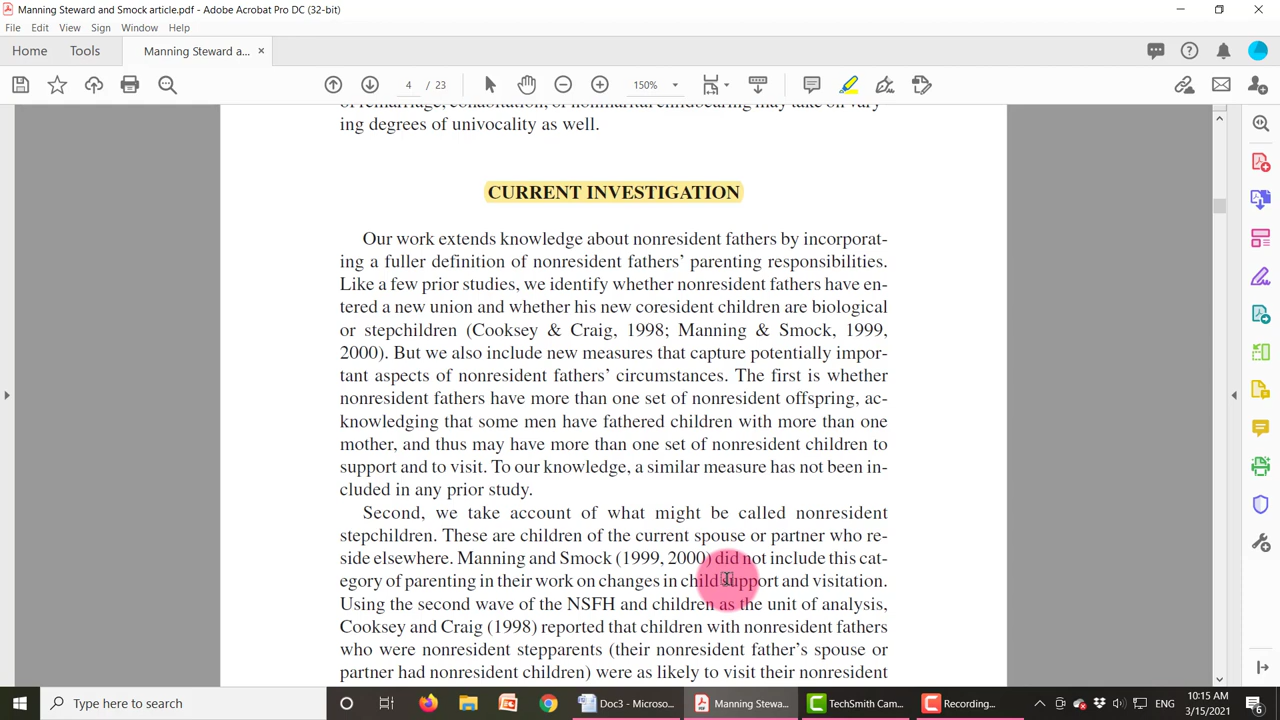 Manning Steward and Smock article.pdf - Adobe Acrobat Pro DC (32-bit)
File Edit View Sign Window Help
Home Tools Manning Steward a... ×
4 / 23 150%
of remarriage, cohabitation, or nonmarital childbearing may take on vary-
ing degrees of univocality as well.
CURRENT INVESTIGATION
Our work extends knowledge about nonresident fathers by incorporat-
ing a fuller definition of nonresident fathers’ parenting responsibilities.
Like a few prior studies, we identify whether nonresident fathers have en-
tered a new union and whether his new coresident children are biological
or stepchildren (Cooksey & Craig, 1998; Manning & Smock, 1999,
2000). But we also include new measures that capture potentially impor-
tant aspects of nonresident fathers’ circumstances. The first is whether
nonresident fathers have more than one set of nonresident offspring, ac-
knowledging that some men have fathered children with more than one
mother, and thus may have more than one set of nonresident children to
support and to visit. To our knowledge, a similar measure has not been in-
cluded in any prior study.
Second, we take account of what might be called nonresident
stepchildren. These are children of the current spouse or partner who re-
side elsewhere. Manning and Smock (1999, 2000) did not include this cat-
egory of parenting in their work on changes in child support and visitation.
Using the second wave of the NSFH and children as the unit of analysis,
Cooksey and Craig (1998) reported that children with nonresident fathers
who were nonresident stepparents (their nonresident father’s spouse or
partner had nonresident children) were as likely to visit their nonresident
Type here to search Doc3 - Microso... Manning Stewa... TechSmith Cam... Recording... ENG 10:15 AM
3/15/2021 6